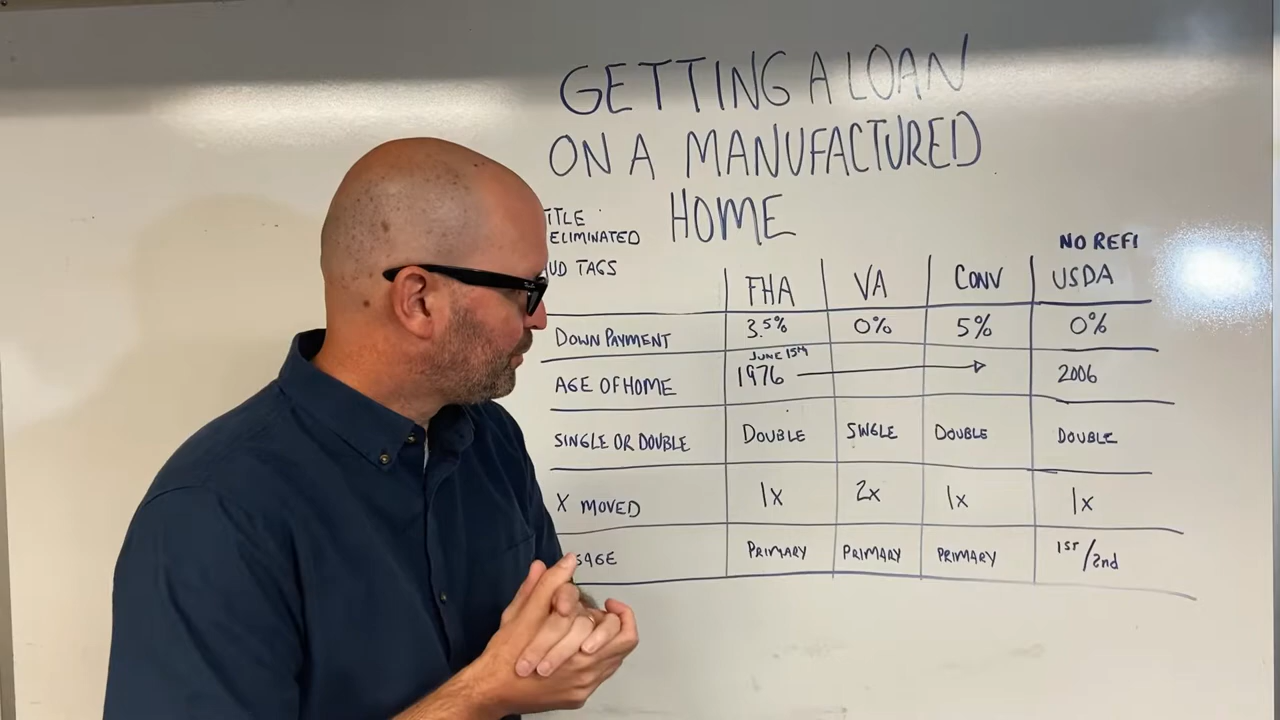 GETTING A LOAN
ON A MANUFACTURED
HOME
ITLE
ELIMINATED
UD TAGS
NO REFI
FHA VA CONV USDA
DOWN PAYMENT 3.5% 0% 5% 0%
JUNE 15TH
AGE OF HOME 1976 2006
SINGLE OR DOUBLE DOUBLE SINGLE DOUBLE DOUBLE
X MOVED 1X 2X 1X 1X
SAGE PRIMARY PRIMARY PRIMARY 1ST/2nd